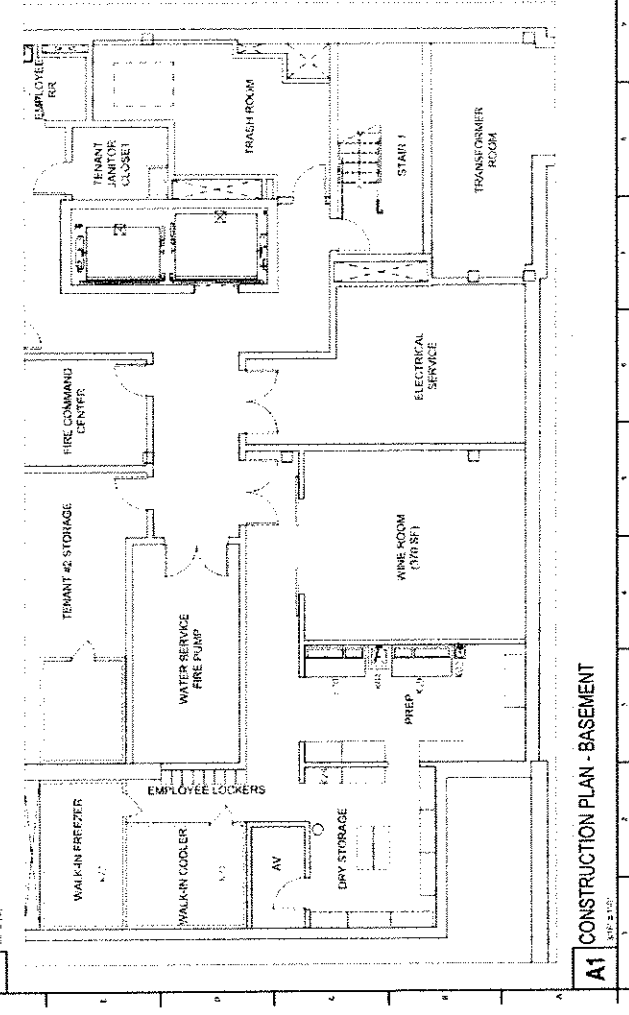 EMPLOYEE
RR
TENANT
JANITOR
CLOSET
TRASH ROOM
STAIR 1
TRANSFORMER
ROOM
FIRE COMMAND
CENTER
ELECTRICAL
SERVICE
TENANT #2 STORAGE
WATER SERVICE
FIRE PUMP
WINE ROOM
(370 SF)
PREP
EMPLOYEE LOCKERS
WALK-IN FREEZER
WALK-IN COOLER
AV
DRY STORAGE
A1
CONSTRUCTION PLAN - BASEMENT
E
D
C
B
A